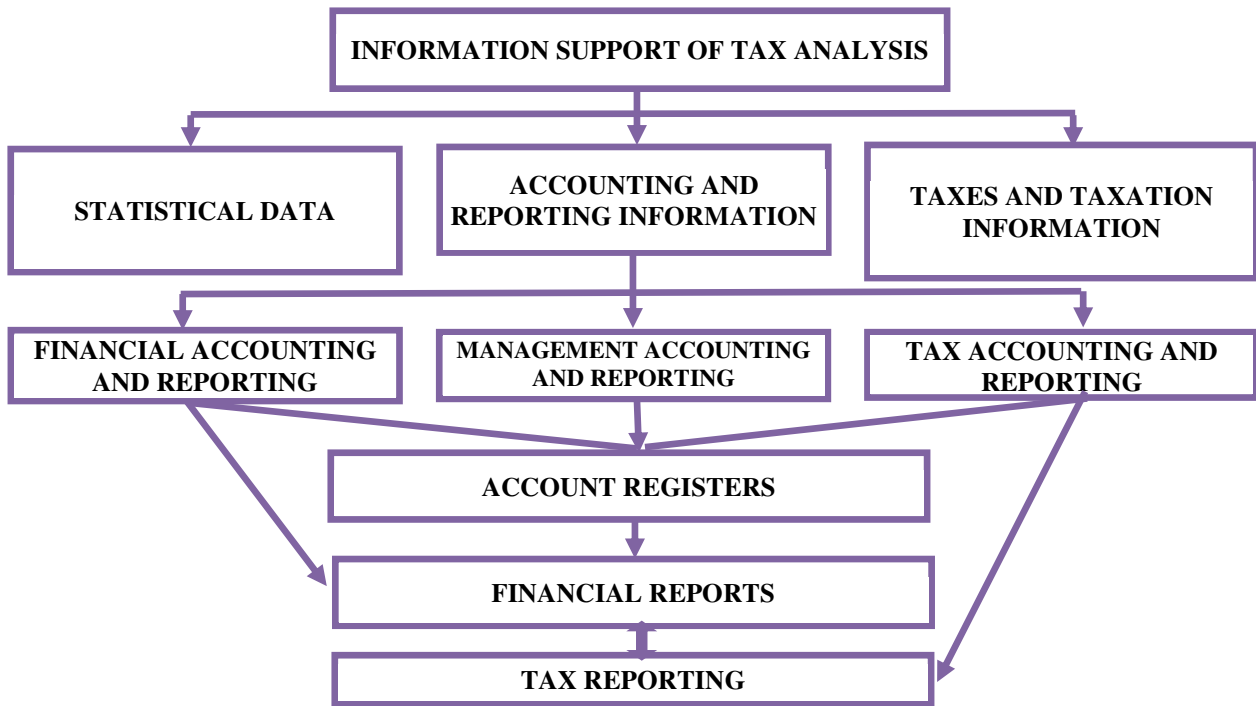 INFORMATION SUPPORT OF TAX ANALYSIS
STATISTICAL DATA
ACCOUNTING AND
REPORTING INFORMATION
TAXES AND TAXATION
INFORMATION
FINANCIAL ACCOUNTING
AND REPORTING
MANAGEMENT ACCOUNTING
AND REPORTING
TAX ACCOUNTING AND
REPORTING
ACCOUNT REGISTERS
FINANCIAL REPORTS
TAX REPORTING